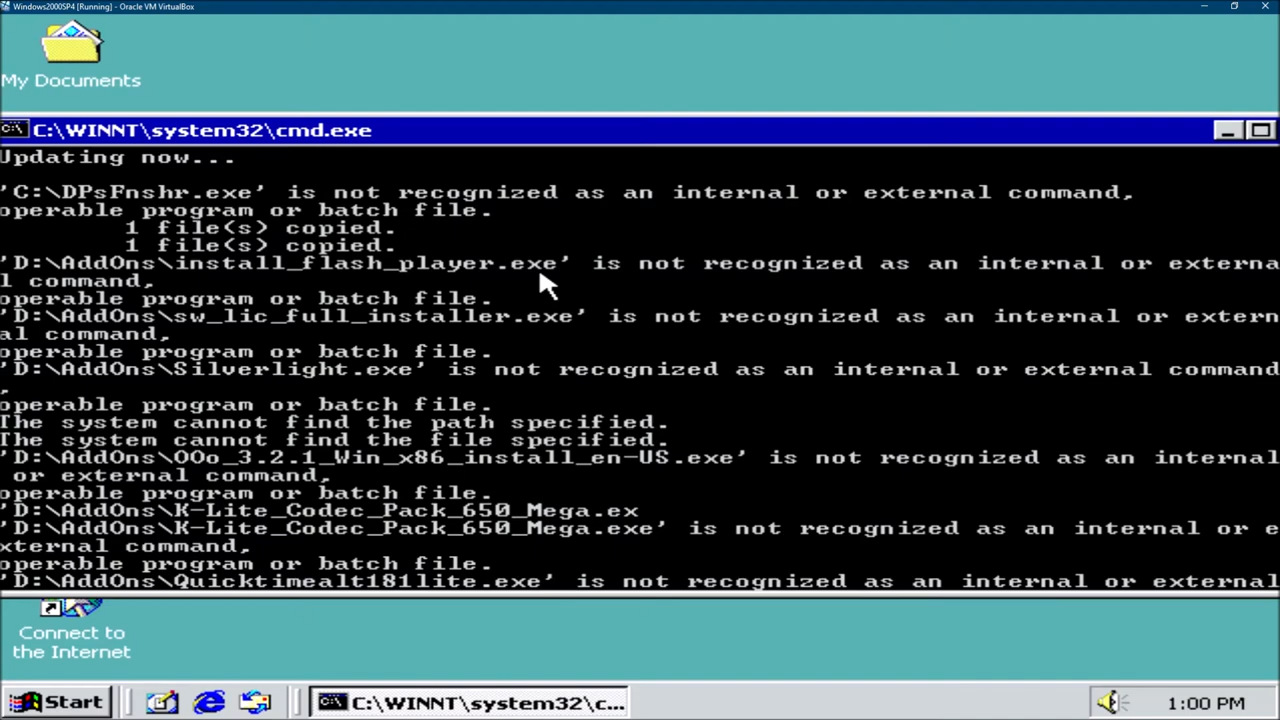 Windows2000SP4 [Running] - Oracle VM VirtualBox
My Documents
C:\WINNT\system32\cmd.exe
Updating now...
'C:\DPsFnshr.exe' is not recognized as an internal or external command,
operable program or batch file.
1 file(s) copied.
1 file(s) copied.
'D:\AddOns\install_flash_player.exe' is not recognized as an internal or externa
l command,
operable program or batch file.
'D:\AddOns\sw_lic_full_installer.exe' is not recognized as an internal or extern
al command,
operable program or batch file.
'D:\AddOns\Silverlight.exe' is not recognized as an internal or external command
,
operable program or batch file.
The system cannot find the path specified.
The system cannot find the file specified.
'D:\AddOns\OOo_3.2.1_Win_x86_install_en-US.exe' is not recognized as an internal
or external command,
operable program or batch file.
'D:\AddOns\K-Lite_Codec_Pack_650_Mega.ex
'D:\AddOns\K-Lite_Codec_Pack_650_Mega.exe' is not recognized as an internal or e
xternal command,
operable program or batch file.
'D:\AddOns\Quicktimealt181lite.exe' is not recognized as an internal or external
Connect to
the Internet
Start
C:\WINNT\system32\c...
1:00 PM